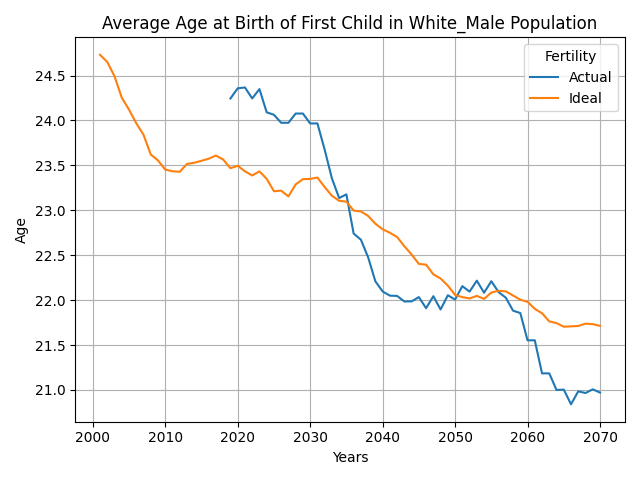 Average Age at Birth of First Child in White_Male Population
Fertility
Actual
Ideal
Age
24.5
24.0
23.5
23.0
22.5
22.0
21.5
21.0
2000 2010 2020 2030 2040 2050 2060 2070
Years